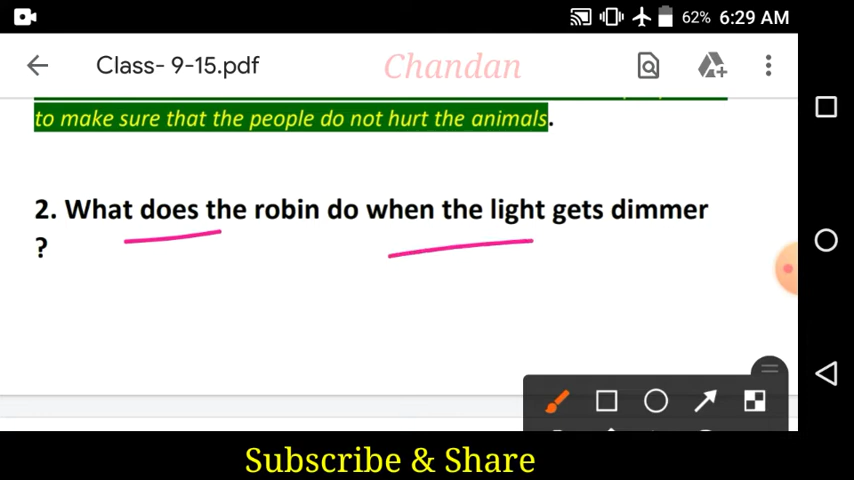 62% 6:29 AM
Class- 9-15.pdf Chandan
to make sure that the people do not hurt the animals.
2. What does the robin do when the light gets dimmer
?
Subscribe & Share